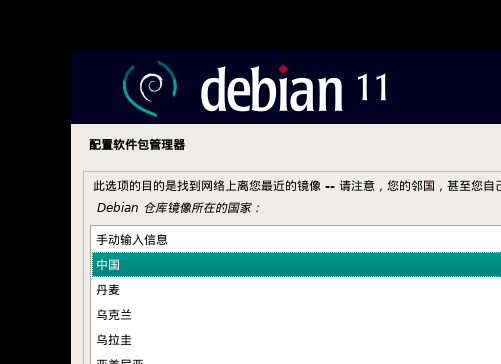 debian 11
配置软件包管理器
此选项的目的是找到网络上离您最近的镜像 -- 请注意，您的邻国，甚至您自己
Debian 仓库镜像所在的国家：
手动输入信息
中国
丹麦
乌克兰
乌拉圭